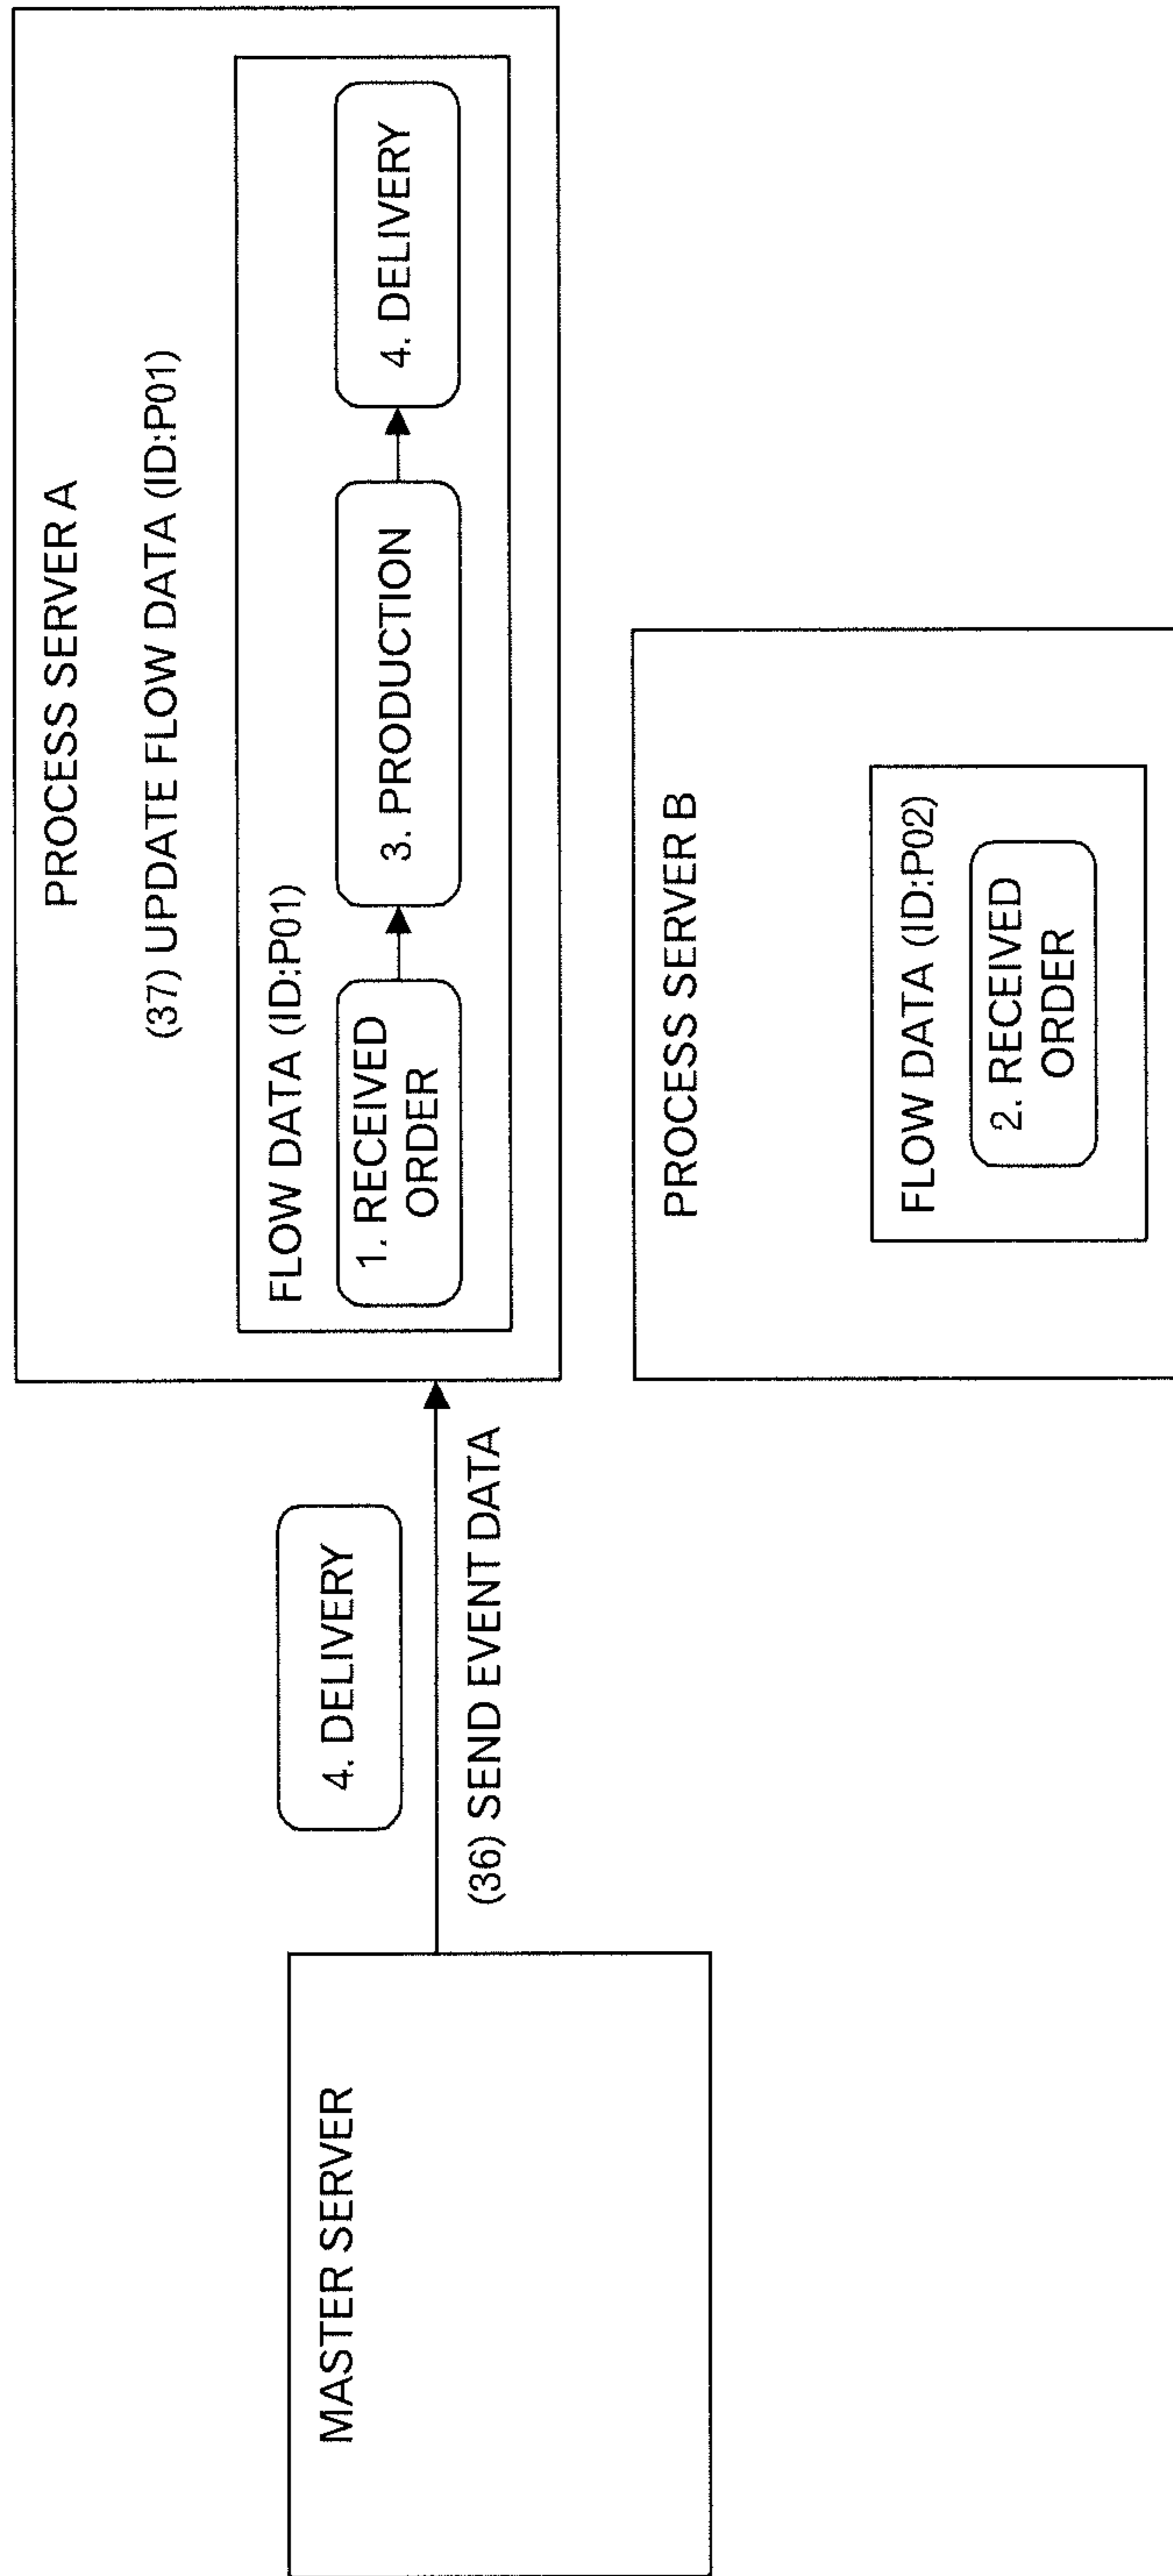 MASTER SERVER
4. DELIVERY
(36) SEND EVENT DATA
PROCESS SERVER A
(37) UPDATE FLOW DATA (ID:P01)
FLOW DATA (ID:P01)
1. RECEIVED
ORDER
3. PRODUCTION
4. DELIVERY
PROCESS SERVER B
FLOW DATA (ID:P02)
2. RECEIVED
ORDER